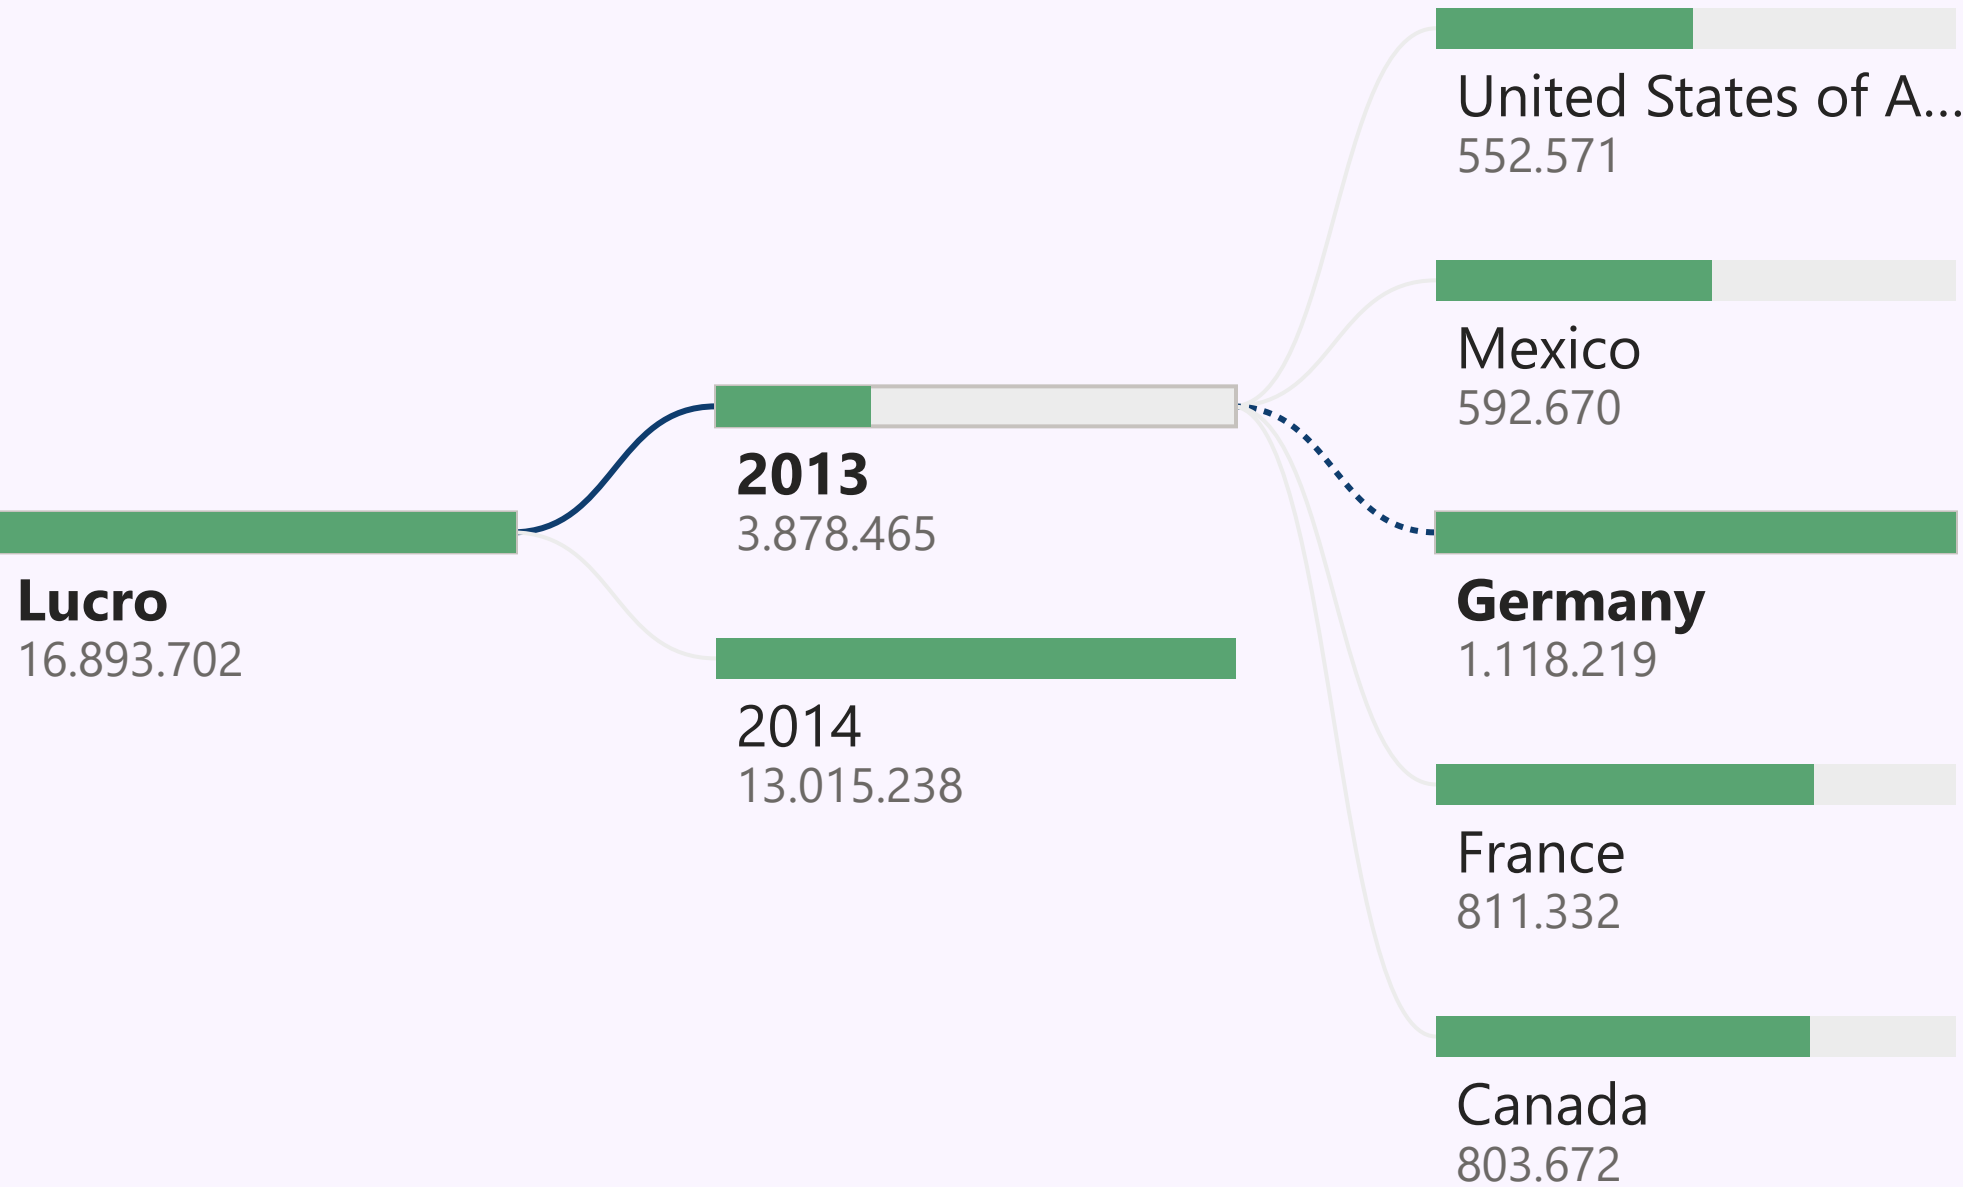 Lucro
16.893.702
2013
3.878.465
2014
13.015.238
United States of A...
552.571
Mexico
592.670
Germany
1.118.219
France
811.332
Canada
803.672